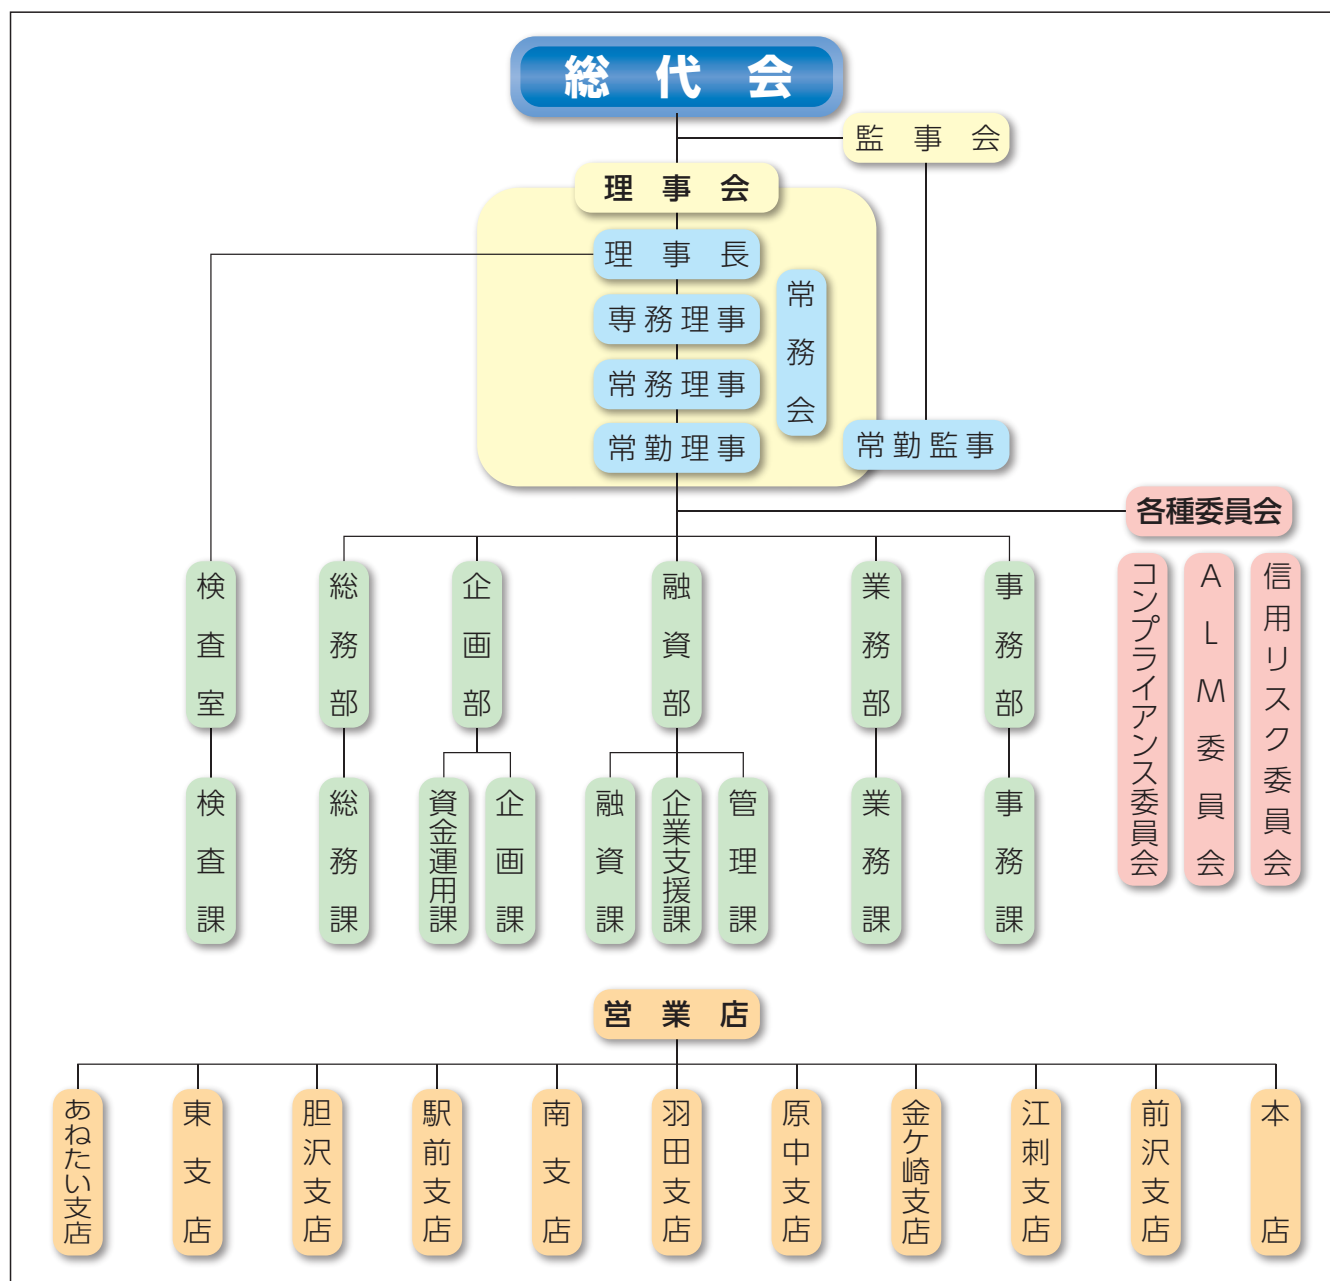 総代会
監事会
理事会
理事長
専務理事
常務理事
常勤理事
常務会
常勤監事
各種委員会
検査室
総務部
企画部
融資部
業務部
事務部
コンプライアンス委員会
ALM委員会
信用リスク委員会
検査課
総務課
資金運用課
企画課
融資課
企業支援課
管理課
業務課
事務課
営業店
あねたい支店
東支店
胆沢支店
駅前支店
南支店
羽田支店
原中支店
金ケ崎支店
江刺支店
前沢支店
本店